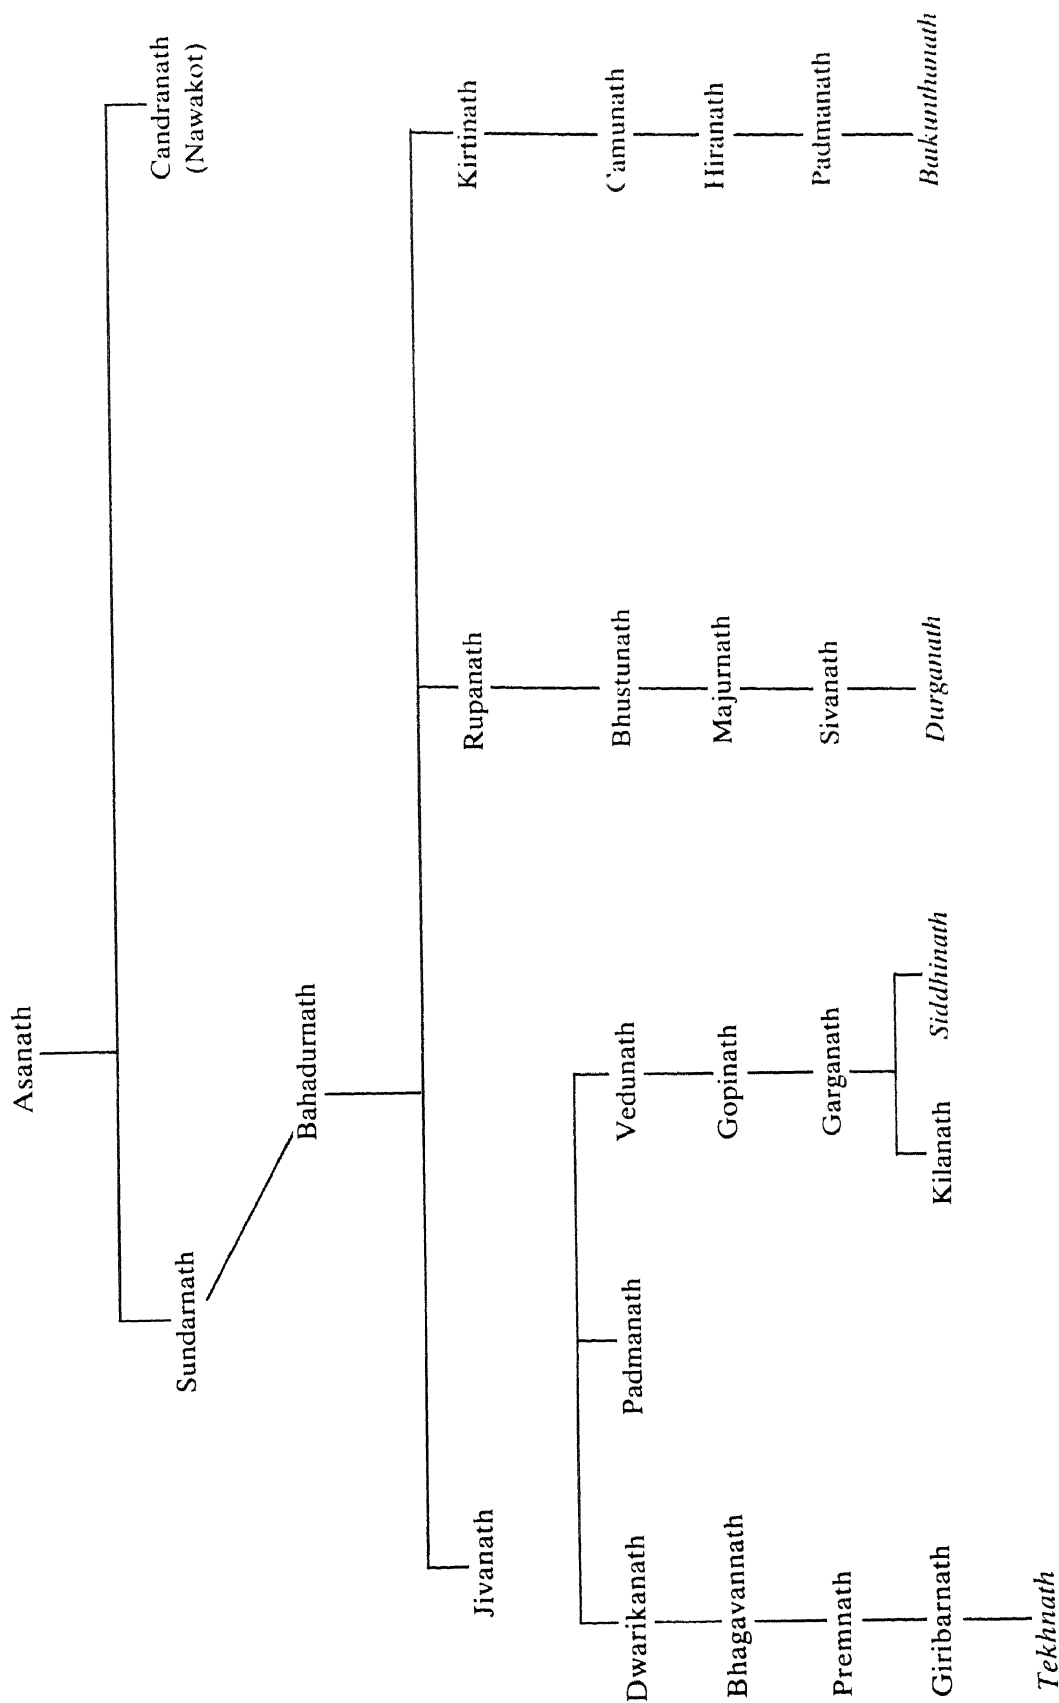 Asanath
Sundarnath
Candranath
(Nawakot)
Bahadurnath
Jivanath
Rupanath
Kirtinath
Dwarikanath
Padmanath
Vedunath
Bhustunath
Camunath
Bhagavannath
Gopinath
Majurnath
Hiranath
Premnath
Garganath
Sivanath
Padmanath
Giribarnath
Kilanath
Siddhinath
Durganath
Baikunthanath
Tekhnath